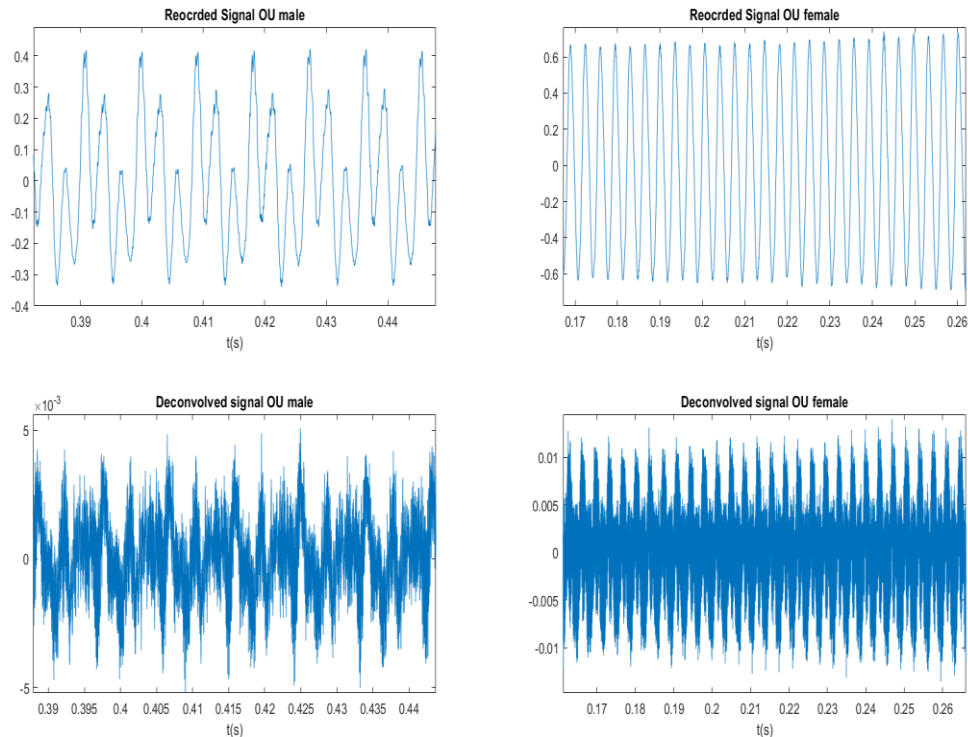 Reocrded Signal OU male
0.4
0.3
0.2
0.1
0
-0.1
-0.2
-0.3
-0.4
0.39 0.4 0.41 0.42 0.43 0.44
t(s)
Reocrded Signal OU female
0.6
0.4
0.2
0
-0.2
-0.4
-0.6
0.17 0.18 0.19 0.2 0.21 0.22 0.23 0.24 0.25 0.26
t(s)
Deconvolved signal OU male
×10-3
5
0
-5
0.39 0.395 0.4 0.405 0.41 0.415 0.42 0.425 0.43 0.435 0.44
t(s)
Deconvolved signal OU female
0.01
0.005
0
-0.005
-0.01
0.17 0.18 0.19 0.2 0.21 0.22 0.23 0.24 0.25 0.26
t(s)